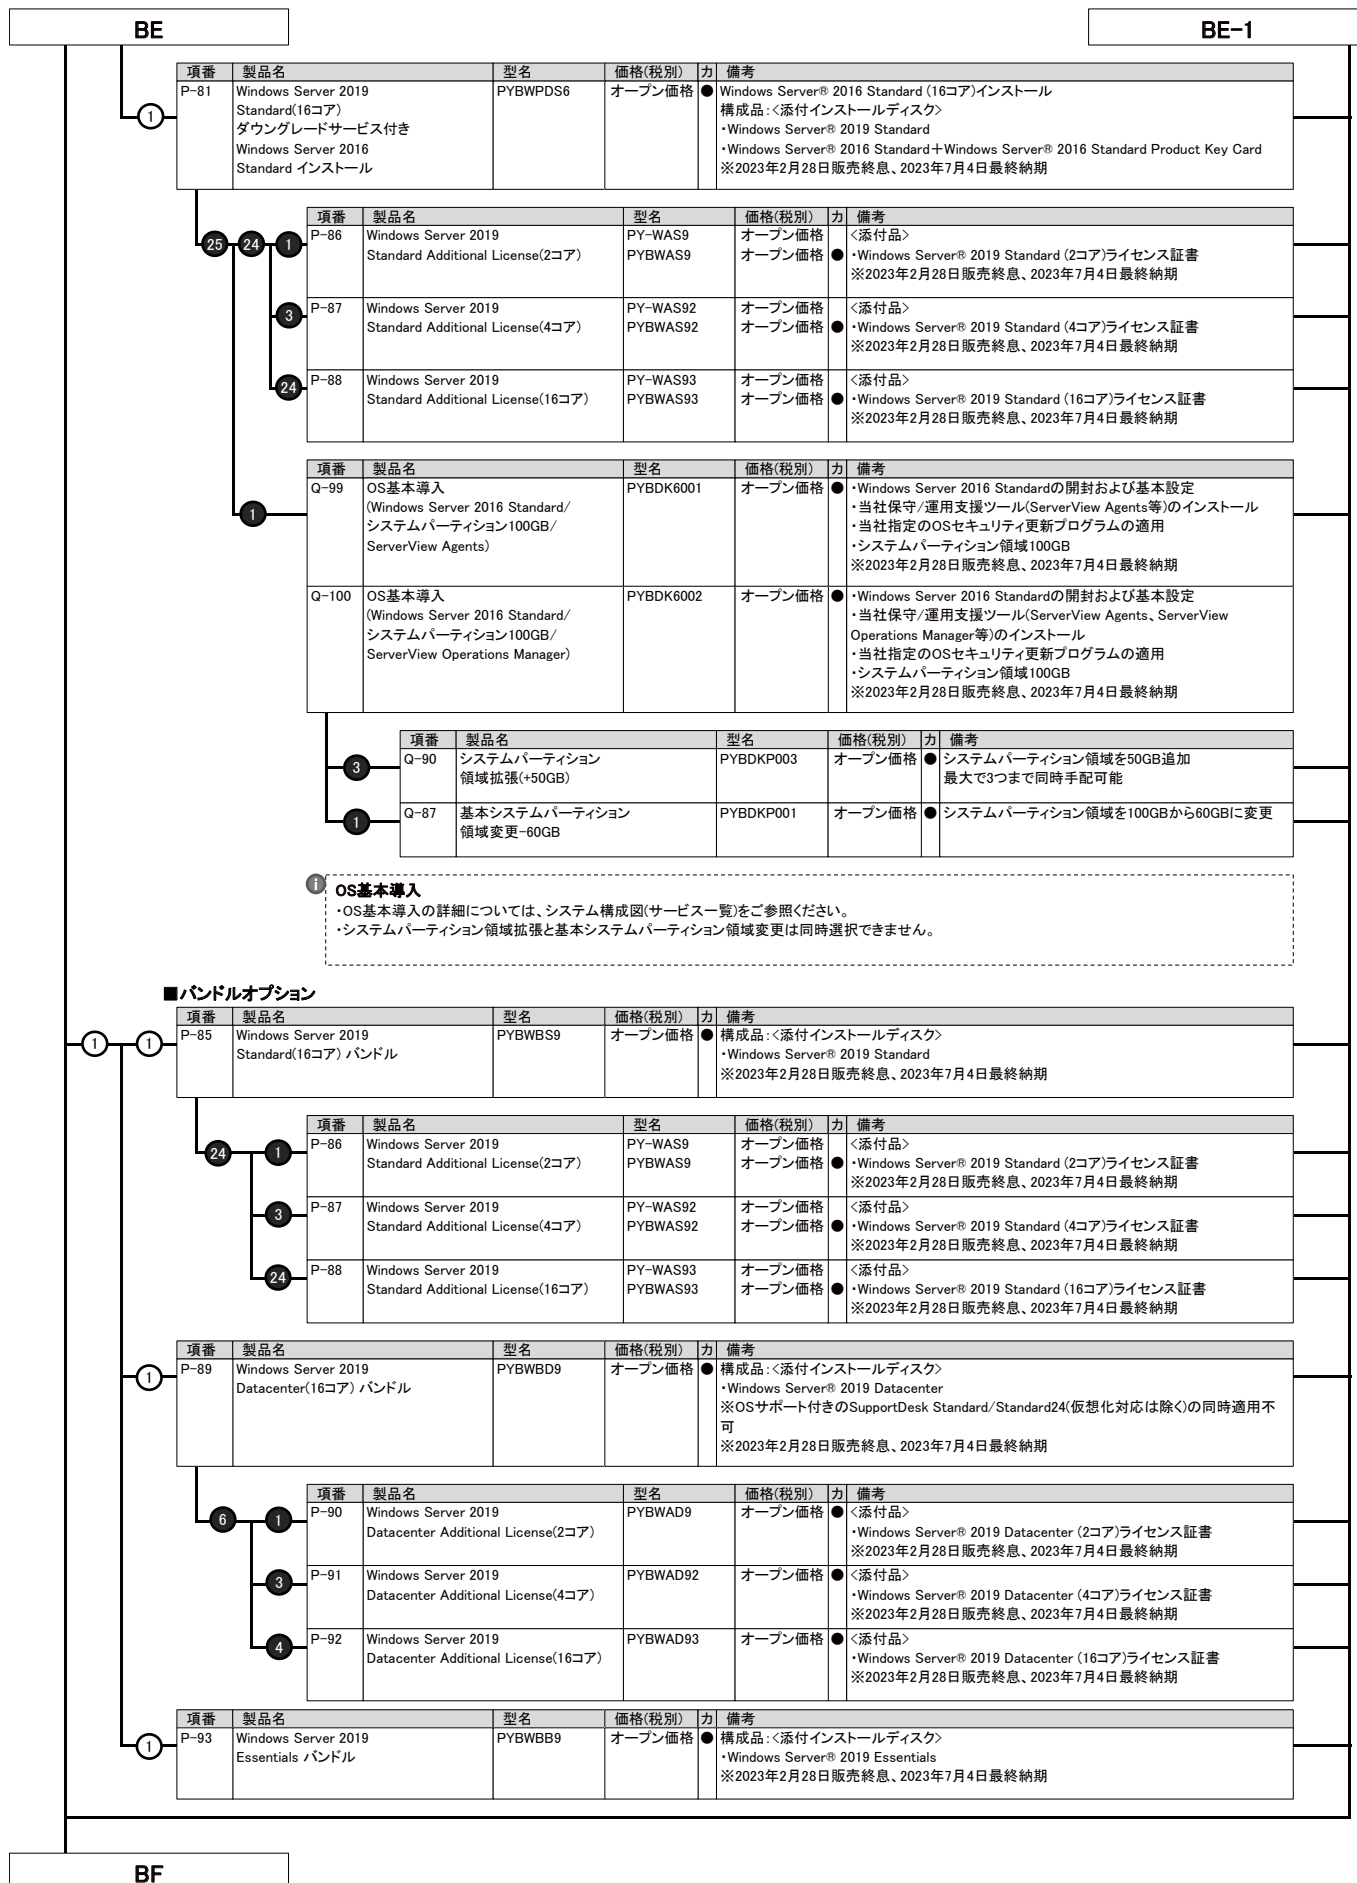 BE
BE-1
項番 製品名 型名 価格(税別) カ 備考
① P-81 Windows Server 2019 PYBWPDS6 オープン価格 ● Windows Server® 2016 Standard (16コア)インストール
Standard(16コア) 構成品:<添付インストールディスク>
ダウングレードサービス付き ・Windows Server® 2019 Standard
Windows Server 2016 ・Windows Server® 2016 Standard+Windows Server® 2016 Standard Product Key Card
Standard インストール ※2023年2月28日販売終息、2023年7月4日最終納期
項番 製品名 型名 価格(税別) カ 備考
25 24 1 P-86 Windows Server 2019 PY-WAS9 オープン価格 <添付品>
Standard Additional License(2コア) PYBWAS9 オープン価格 ● ・Windows Server® 2019 Standard (2コア)ライセンス証書
※2023年2月28日販売終息、2023年7月4日最終納期
3 P-87 Windows Server 2019 PY-WAS92 オープン価格 <添付品>
Standard Additional License(4コア) PYBWAS92 オープン価格 ● ・Windows Server® 2019 Standard (4コア)ライセンス証書
※2023年2月28日販売終息、2023年7月4日最終納期
24 P-88 Windows Server 2019 PY-WAS93 オープン価格 <添付品>
Standard Additional License(16コア) PYBWAS93 オープン価格 ● ・Windows Server® 2019 Standard (16コア)ライセンス証書
※2023年2月28日販売終息、2023年7月4日最終納期
項番 製品名 型名 価格(税別) カ 備考
1 Q-99 OS基本導入 PYBDK6001 オープン価格 ● ・Windows Server 2016 Standardの開封および基本設定
(Windows Server 2016 Standard/ ・当社保守/運用支援ツール(ServerView Agents等)のインストール
システムパーティション100GB/ ・当社指定のOSセキュリティ更新プログラムの適用
ServerView Agents) ・システムパーティション領域100GB
※2023年2月28日販売終息、2023年7月4日最終納期
Q-100 OS基本導入 PYBDK6002 オープン価格 ● ・Windows Server 2016 Standardの開封および基本設定
(Windows Server 2016 Standard/ ・当社保守/運用支援ツール(ServerView Agents、ServerView
システムパーティション100GB/ Operations Manager等)のインストール
ServerView Operations Manager) ・当社指定のOSセキュリティ更新プログラムの適用
・システムパーティション領域100GB
※2023年2月28日販売終息、2023年7月4日最終納期
項番 製品名 型名 価格(税別) カ 備考
3 Q-90 システムパーティション PYBDKP003 オープン価格 ● システムパーティション領域を50GB追加
領域拡張(+50GB) 最大で3つまで同時手配可能
1 Q-87 基本システムパーティション PYBDKP001 オープン価格 ● システムパーティション領域を100GBから60GBに変更
領域変更-60GB
i OS基本導入
・OS基本導入の詳細については、システム構成図(サービス一覧)をご参照ください。
・システムパーティション領域拡張と基本システムパーティション領域変更は同時選択できません。
■バンドルオプション
項番 製品名 型名 価格(税別) カ 備考
① ① P-85 Windows Server 2019 PYBWBS9 オープン価格 ● 構成品:<添付インストールディスク>
Standard(16コア) バンドル ・Windows Server® 2019 Standard
※2023年2月28日販売終息、2023年7月4日最終納期
項番 製品名 型名 価格(税別) カ 備考
24 1 P-86 Windows Server 2019 PY-WAS9 オープン価格 <添付品>
Standard Additional License(2コア) PYBWAS9 オープン価格 ● ・Windows Server® 2019 Standard (2コア)ライセンス証書
※2023年2月28日販売終息、2023年7月4日最終納期
3 P-87 Windows Server 2019 PY-WAS92 オープン価格 <添付品>
Standard Additional License(4コア) PYBWAS92 オープン価格 ● ・Windows Server® 2019 Standard (4コア)ライセンス証書
※2023年2月28日販売終息、2023年7月4日最終納期
24 P-88 Windows Server 2019 PY-WAS93 オープン価格 <添付品>
Standard Additional License(16コア) PYBWAS93 オープン価格 ● ・Windows Server® 2019 Standard (16コア)ライセンス証書
※2023年2月28日販売終息、2023年7月4日最終納期
項番 製品名 型名 価格(税別) カ 備考
① P-89 Windows Server 2019 PYBWBD9 オープン価格 ● 構成品:<添付インストールディスク>
Datacenter(16コア) バンドル ・Windows Server® 2019 Datacenter
※OSサポート付きのSupportDesk Standard/Standard24(仮想化対応は除く)の同時適用不
可
※2023年2月28日販売終息、2023年7月4日最終納期
項番 製品名 型名 価格(税別) カ 備考
6 1 P-90 Windows Server 2019 PYBWAD9 オープン価格 ● <添付品>
Datacenter Additional License(2コア) ・Windows Server® 2019 Datacenter (2コア)ライセンス証書
※2023年2月28日販売終息、2023年7月4日最終納期
3 P-91 Windows Server 2019 PYBWAD92 オープン価格 ● <添付品>
Datacenter Additional License(4コア) ・Windows Server® 2019 Datacenter (4コア)ライセンス証書
※2023年2月28日販売終息、2023年7月4日最終納期
4 P-92 Windows Server 2019 PYBWAD93 オープン価格 ● <添付品>
Datacenter Additional License(16コア) ・Windows Server® 2019 Datacenter (16コア)ライセンス証書
※2023年2月28日販売終息、2023年7月4日最終納期
項番 製品名 型名 価格(税別) カ 備考
① P-93 Windows Server 2019 PYBWBB9 オープン価格 ● 構成品:<添付インストールディスク>
Essentials バンドル ・Windows Server® 2019 Essentials
※2023年2月28日販売終息、2023年7月4日最終納期
BF